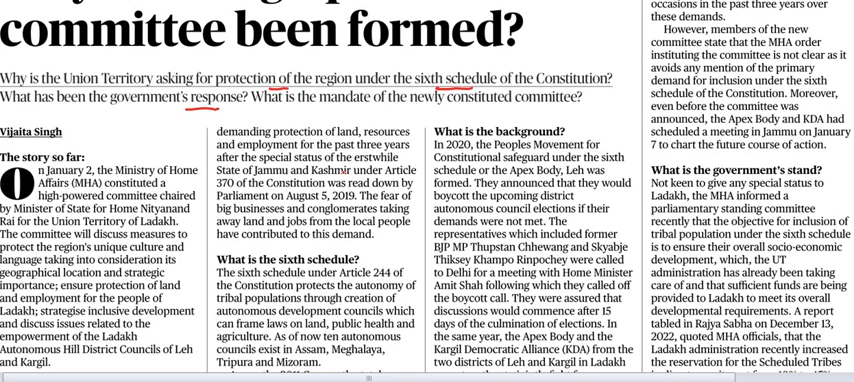 committee been formed?
Why is the Union Territory asking for protection of the region under the sixth schedule of the Constitution?
What has been the government's response? What is the mandate of the newly constituted committee?
Vijaita Singh
The story so far:
On January 2, the Ministry of Home
Affairs (MHA) constituted a
high-powered committee chaired
by Minister of State for Home Nityanand
Rai for the Union Territory of Ladakh.
The committee will discuss measures to
protect the region's unique culture and
language taking into consideration its
geographical location and strategic
importance; ensure protection of land
and employment for the people of
Ladakh; strategise inclusive development
and discuss issues related to the
empowerment of the Ladakh
Autonomous Hill District Councils of Leh
and Kargil.
demanding protection of land, resources
and employment for the past three years
after the special status of the erstwhile
State of Jammu and Kashmir under Article
370 of the Constitution was read down by
Parliament on August 5, 2019. The fear of
big businesses and conglomerates taking
away land and jobs from the local people
have contributed to this demand.
What is the sixth schedule?
The sixth schedule under Article 244 of
the Constitution protects the autonomy of
tribal populations through creation of
autonomous development councils which
can frame laws on land, public health and
agriculture. As of now ten autonomous
councils exist in Assam, Meghalaya,
Tripura and Mizoram.
What is the background?
In 2020, the Peoples Movement for
Constitutional safeguard under the sixth
schedule or the Apex Body, Leh was
formed. They announced that they would
boycott the upcoming district
autonomous council elections if their
demands were not met. The
representatives which included former
BJP MP Thupstan Chhewang and Skyabje
Thiksey Khampo Rinpochey were called
to Delhi for a meeting with Home Minister
Amit Shah following which they called off
the boycott call. They were assured that
discussions would commence after 15
days of the culmination of elections. In
the same year, the Apex Body and the
Kargil Democratic Alliance (KDA) from the
two districts of Leh and Kargil in Ladakh
occasions in the past three years over
these demands.
However, members of the new
committee state that the MHA order
instituting the committee is not clear as it
avoids any mention of the primary
demand for inclusion under the sixth
schedule of the Constitution. Moreover,
even before the committee was
announced, the Apex Body and KDA had
scheduled a meeting in Jammu on January
7 to chart the future course of action.
What is the government's stand?
Not keen to give any special status to
Ladakh, the MHA informed a
parliamentary standing committee
recently that the objective for inclusion of
tribal population under the sixth schedule
is to ensure their overall socio-economic
development, which, the UT
administration has already been taking
care of and that sufficient funds are being
provided to Ladakh to meet its overall
developmental requirements. A report
tabled in Rajya Sabha on December 13,
2022, quoted MHA officials, that the
Ladakh administration recently increased
the reservation for the Scheduled Tribes